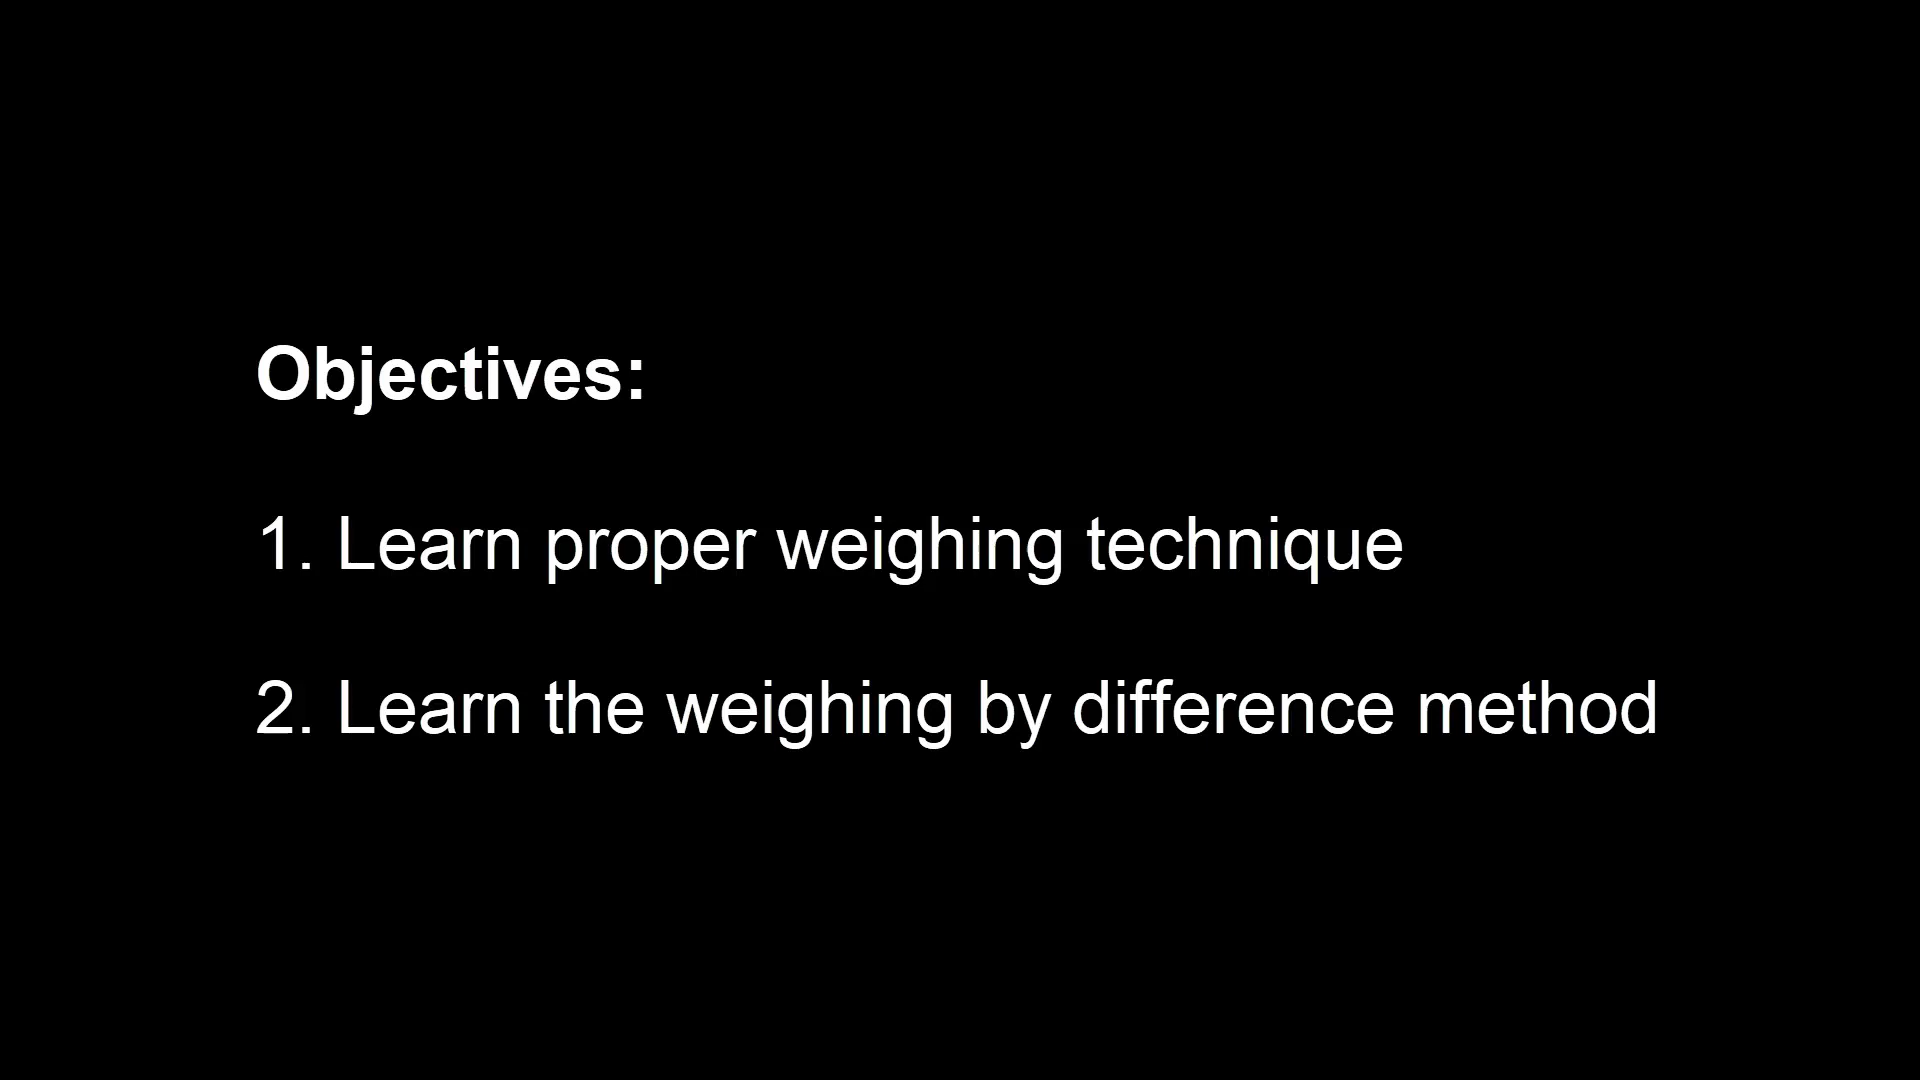 Objectives:
1. Learn proper weighing technique
2. Learn the weighing by difference method